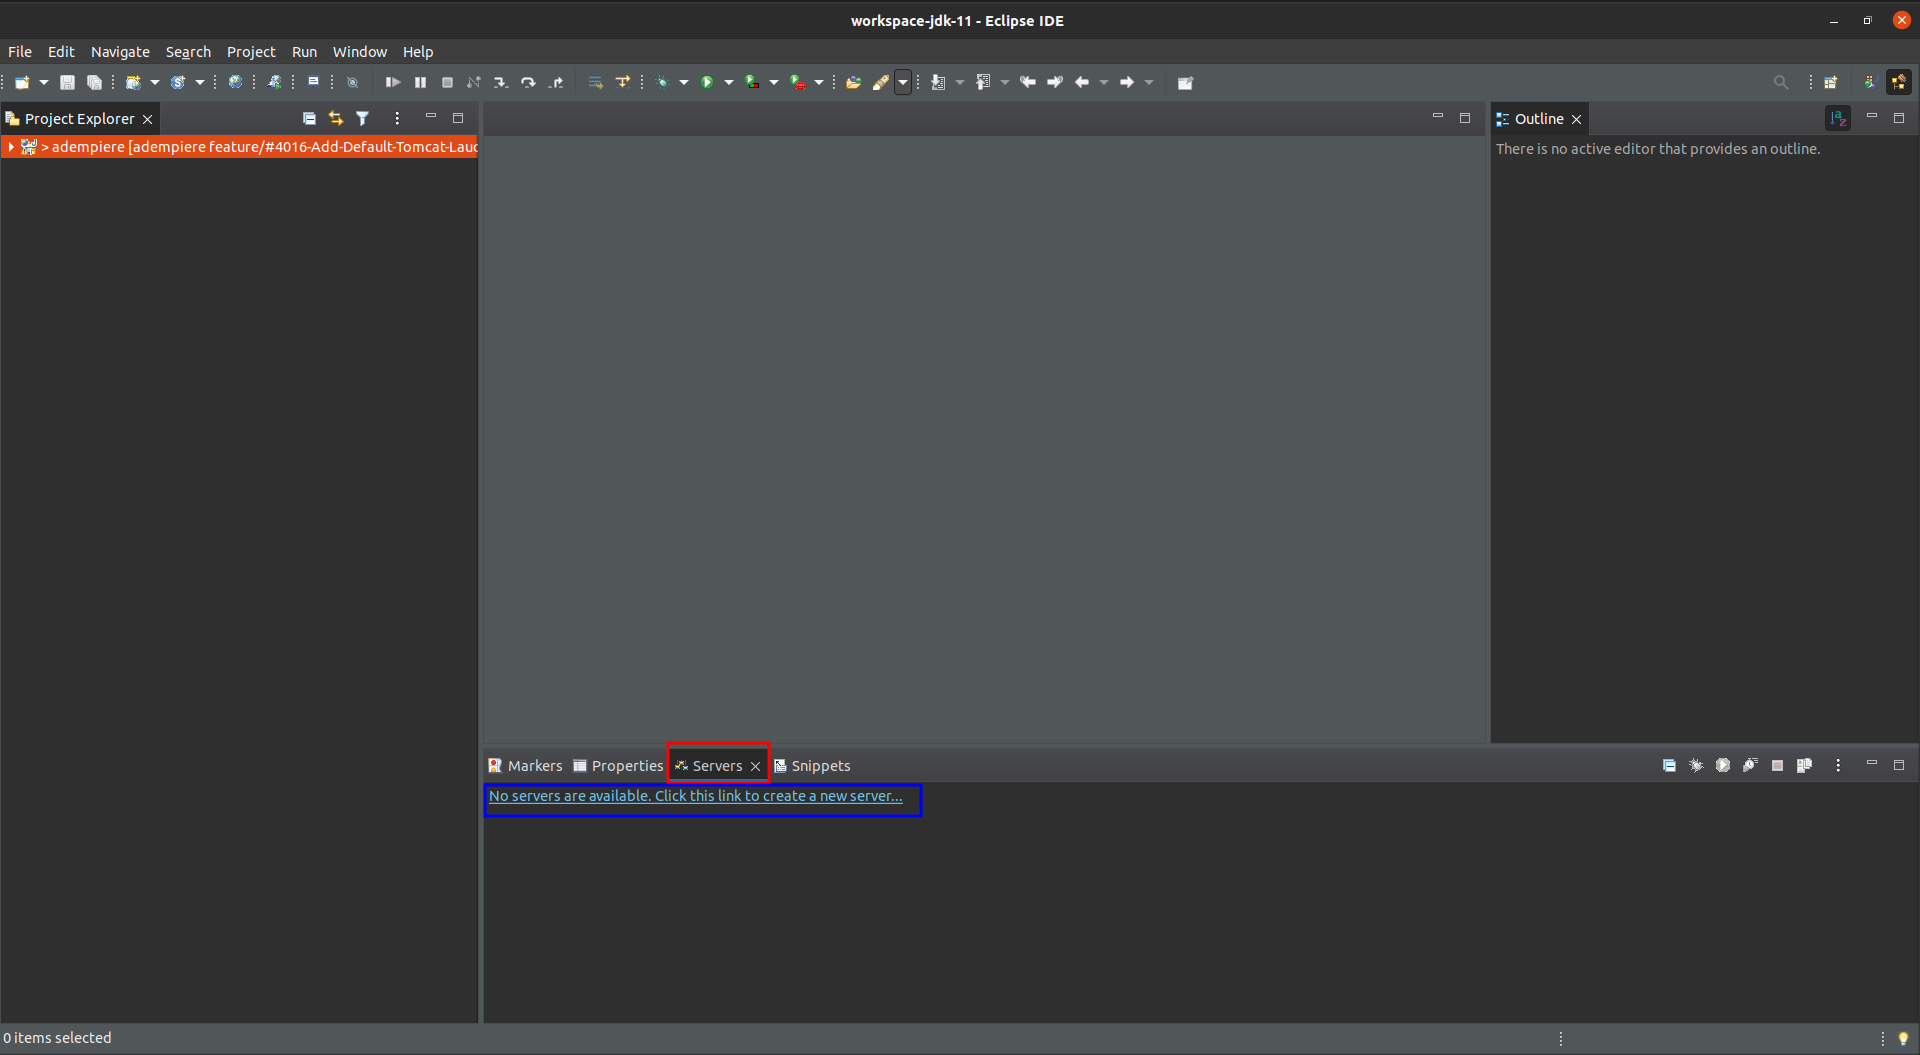 workspace-jdk-11 - Eclipse IDE
File Edit Navigate Search Project Run Window Help
Project Explorer
> adempiere [adempiere feature/#4016-Add-Default-Tomcat-Lauc
Outline
There is no active editor that provides an outline.
Markers Properties Servers Snippets
No servers are available. Click this link to create a new server...
0 items selected